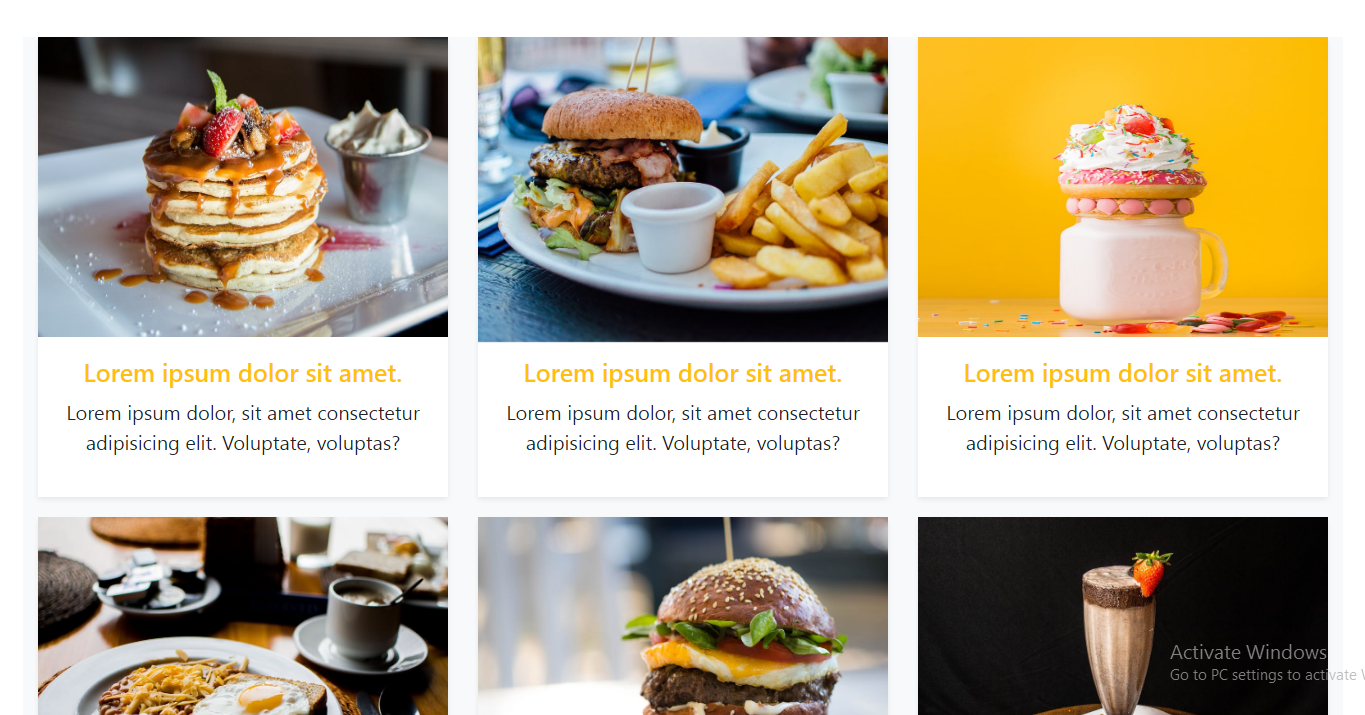 Lorem ipsum dolor sit amet.
Lorem ipsum dolor, sit amet consectetur
adipisicing elit. Voluptate, voluptas?
Lorem ipsum dolor sit amet.
Lorem ipsum dolor, sit amet consectetur
adipisicing elit. Voluptate, voluptas?
Lorem ipsum dolor sit amet.
Lorem ipsum dolor, sit amet consectetur
adipisicing elit. Voluptate, voluptas?
Activate Windows
Go to PC settings to activate W